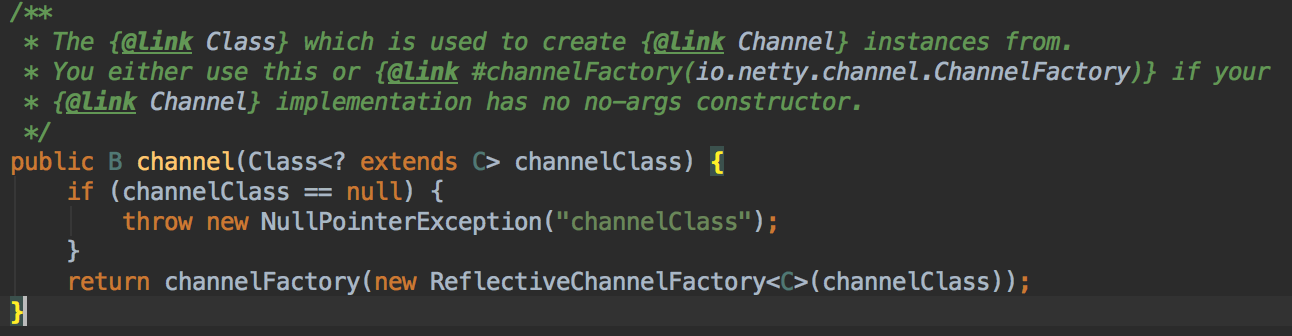 /**
 * The {@link Class} which is used to create {@link Channel} instances from.
 * You either use this or {@link #channelFactory(io.netty.channel.ChannelFactory)} if your
 * {@link Channel} implementation has no no-args constructor.
 */
public B channel(Class<? extends C> channelClass) {
    if (channelClass == null) {
        throw new NullPointerException("channelClass");
    }
    return channelFactory(new ReflectiveChannelFactory<C>(channelClass));
}